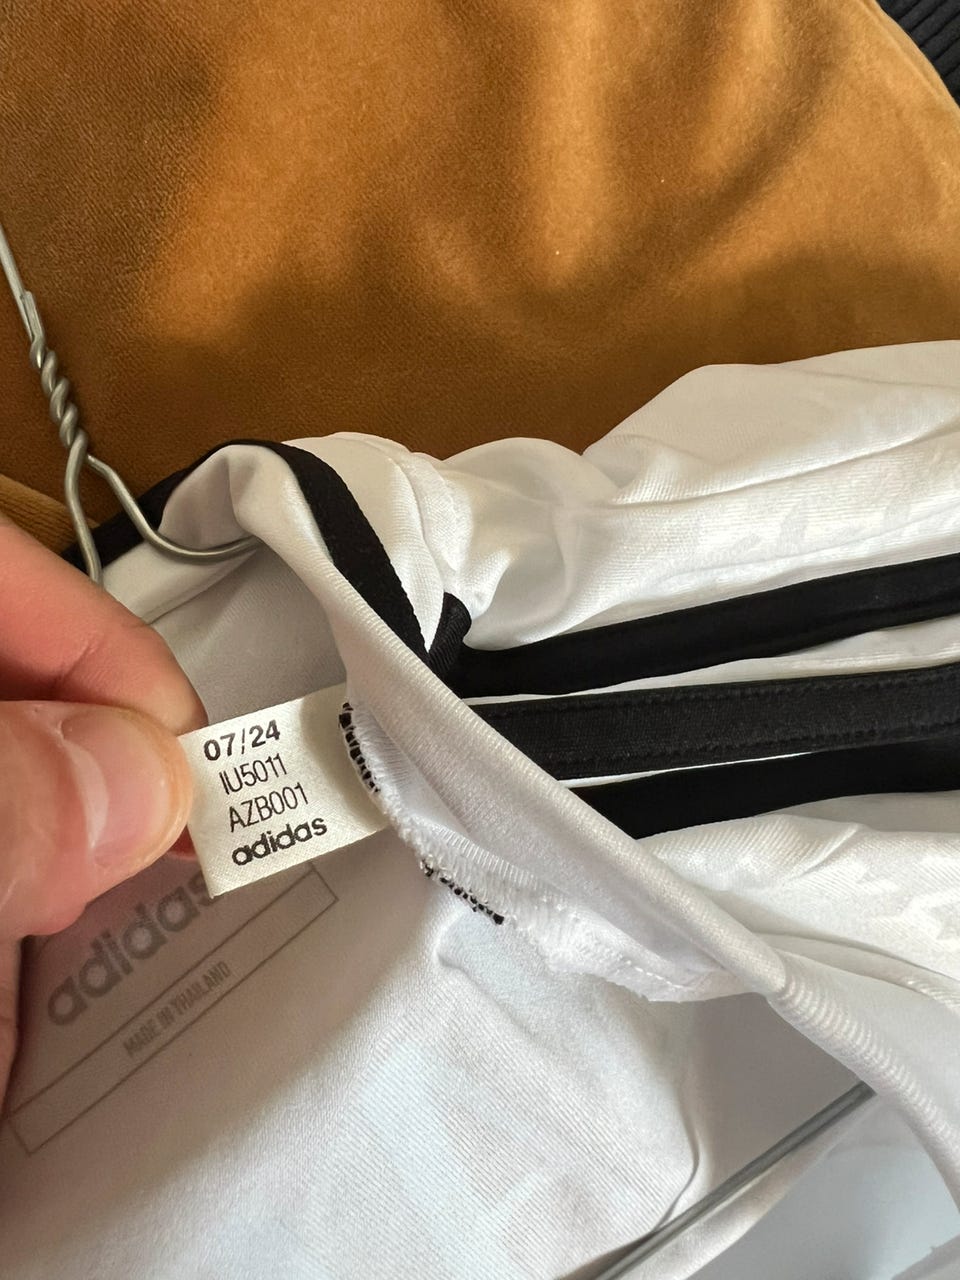 07/24
IU5011
AZB001
adidas
adidas
MADE IN THAILAND